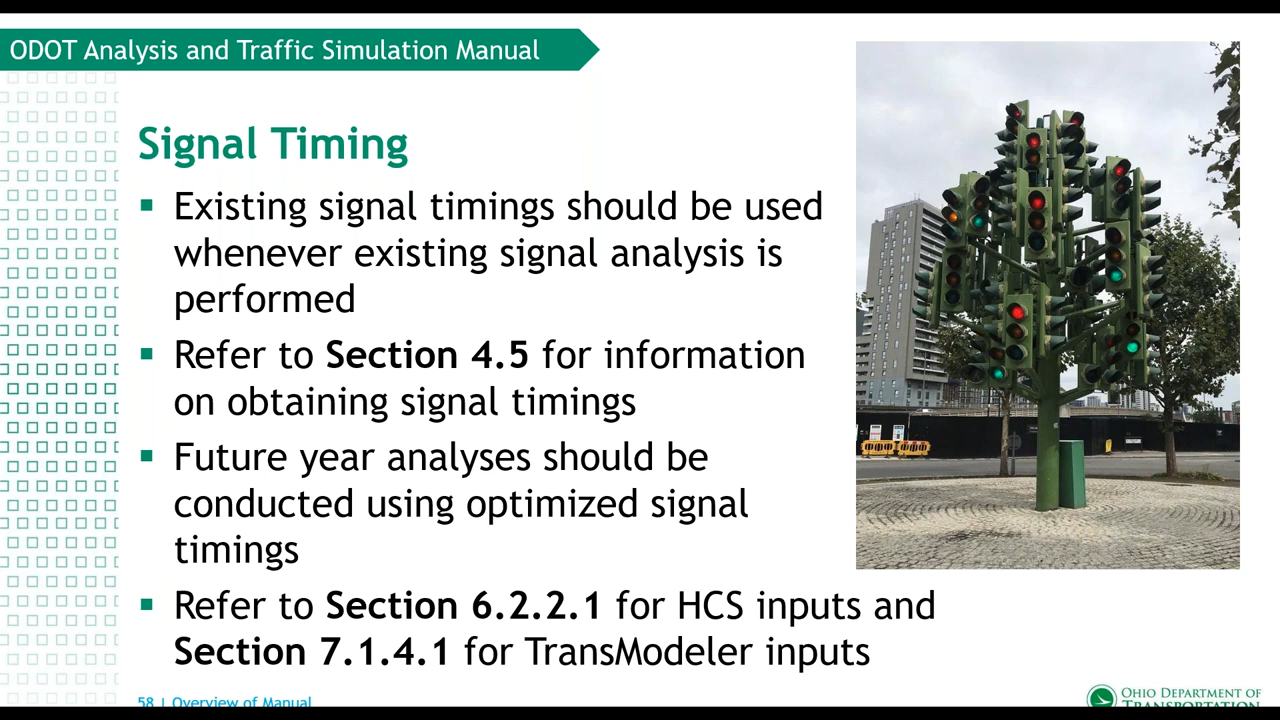 ODOT Analysis and Traffic Simulation Manual
Signal Timing
▪ Existing signal timings should be used
whenever existing signal analysis is
performed
▪ Refer to Section 4.5 for information
on obtaining signal timings
▪ Future year analyses should be
conducted using optimized signal
timings
▪ Refer to Section 6.2.2.1 for HCS inputs and
Section 7.1.4.1 for TransModeler inputs
58 | Overview of Manual
OHIO DEPARTMENT OF
TRANSPORTATION